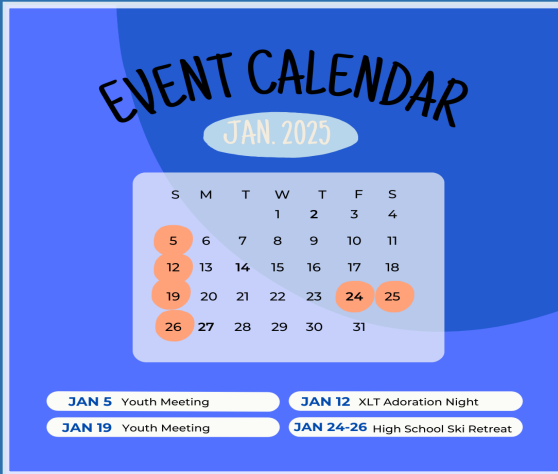 EVENT CALENDAR
JAN. 2025
S M T W T F S
1 2 3 4
5 6 7 8 9 10 11
12 13 14 15 16 17 18
19 20 21 22 23 24 25
26 27 28 29 30 31
JAN 5 Youth Meeting
JAN 12 XLT Adoration Night
JAN 19 Youth Meeting
JAN 24-26 High School Ski Retreat